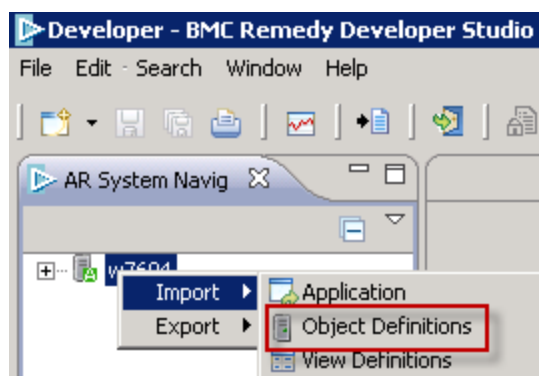 Developer - BMC Remedy Developer Studio
File Edit Search Window Help
AR System Navig
w7604
Import
Application
Export
Object Definitions
View Definitions